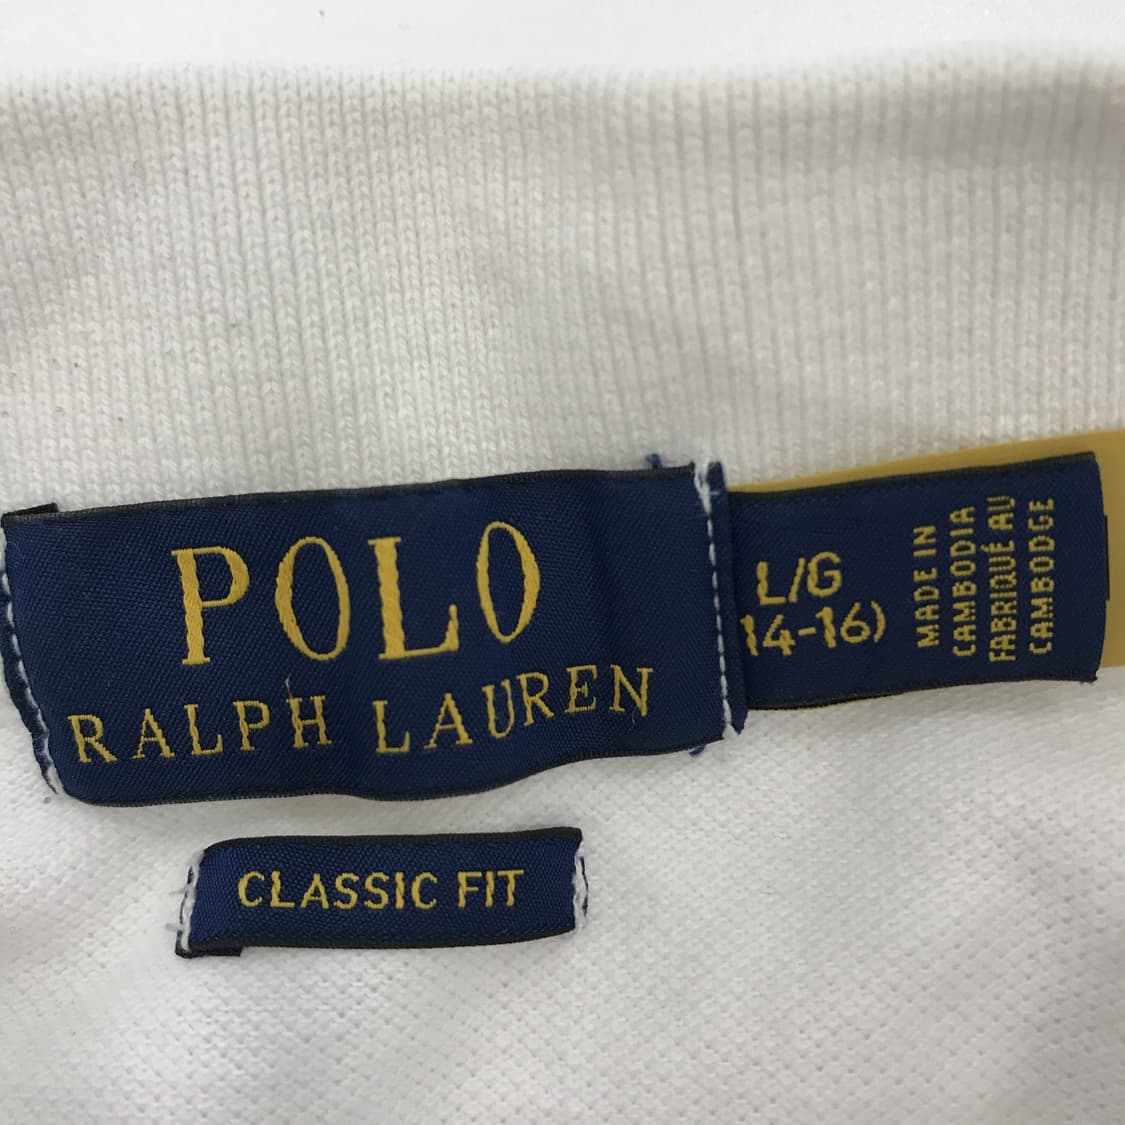 POLO
RALPH LAUREN
L/G
14-16)
MADE IN
CAMBODIA
FABRIQUÉ AU
CAMBODGE
CLASSIC FIT